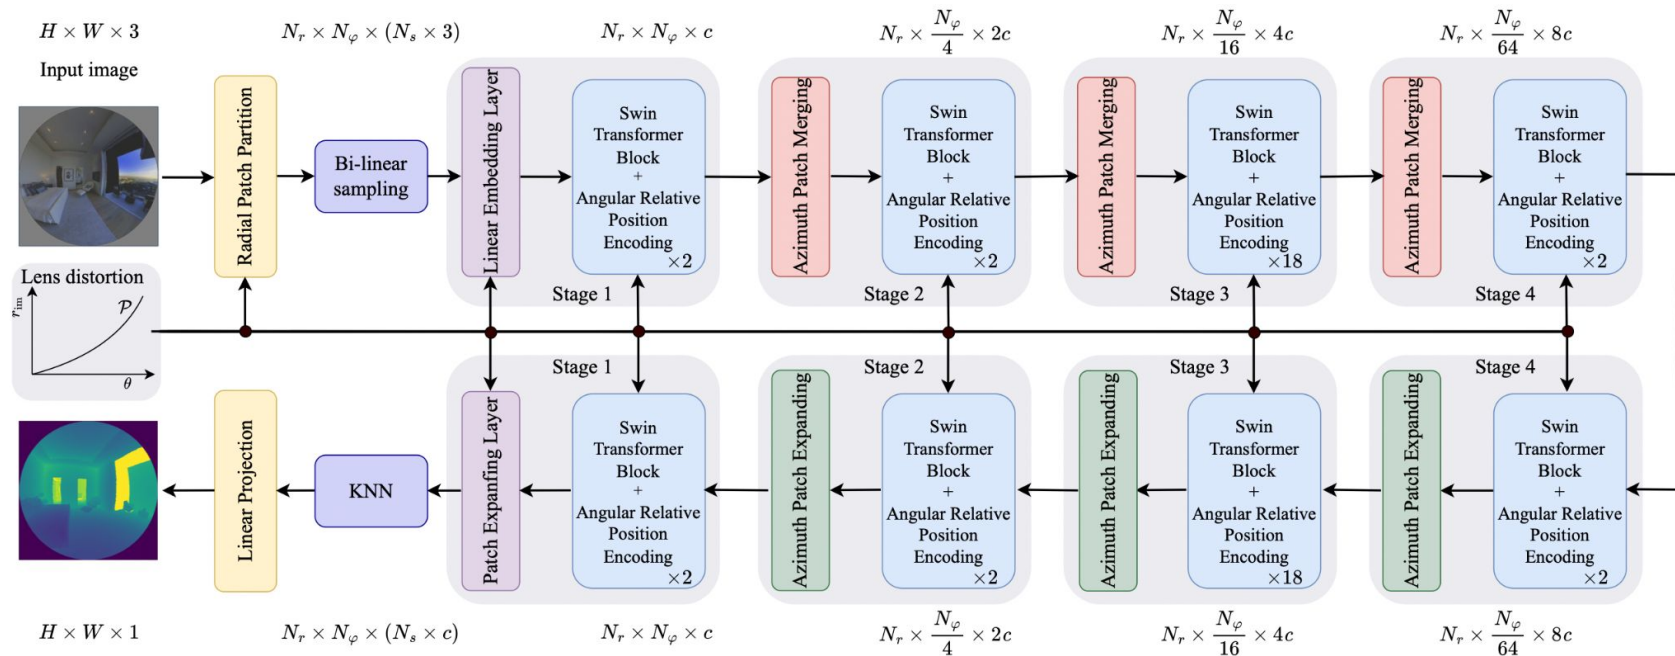 H × W × 3
N_r × N_φ × (N_s × 3)
N_r × N_φ × c
N_r × N_φ/4 × 2c
N_r × N_φ/16 × 4c
N_r × N_φ/64 × 8c
Input image
Radial Patch Partition
Bi-linear
sampling
Linear Embedding Layer
Swin
Transformer
Block
+
Angular Relative
Position
Encoding
×2
Stage 1
Azimuth Patch Merging
Swin
Transformer
Block
+
Angular Relative
Position
Encoding
×2
Stage 2
Azimuth Patch Merging
Swin
Transformer
Block
+
Angular Relative
Position
Encoding
×18
Stage 3
Azimuth Patch Merging
Swin
Transformer
Block
+
Angular Relative
Position
Encoding
×2
Stage 4
Lens distortion
r_im
𝒫
θ
Linear Projection
KNN
Stage 1
Patch Expanfing Layer
Swin
Transformer
Block
+
Angular Relative
Position
Encoding
×2
Stage 2
Azimuth Patch Expanding
Swin
Transformer
Block
+
Angular Relative
Position
Encoding
×2
Stage 3
Azimuth Patch Expanding
Swin
Transformer
Block
+
Angular Relative
Position
Encoding
×18
Stage 4
Azimuth Patch Expanding
Swin
Transformer
Block
+
Angular Relative
Position
Encoding
×2
H × W × 1
N_r × N_φ × (N_s × c)
N_r × N_φ × c
N_r × N_φ/4 × 2c
N_r × N_φ/16 × 4c
N_r × N_φ/64 × 8c